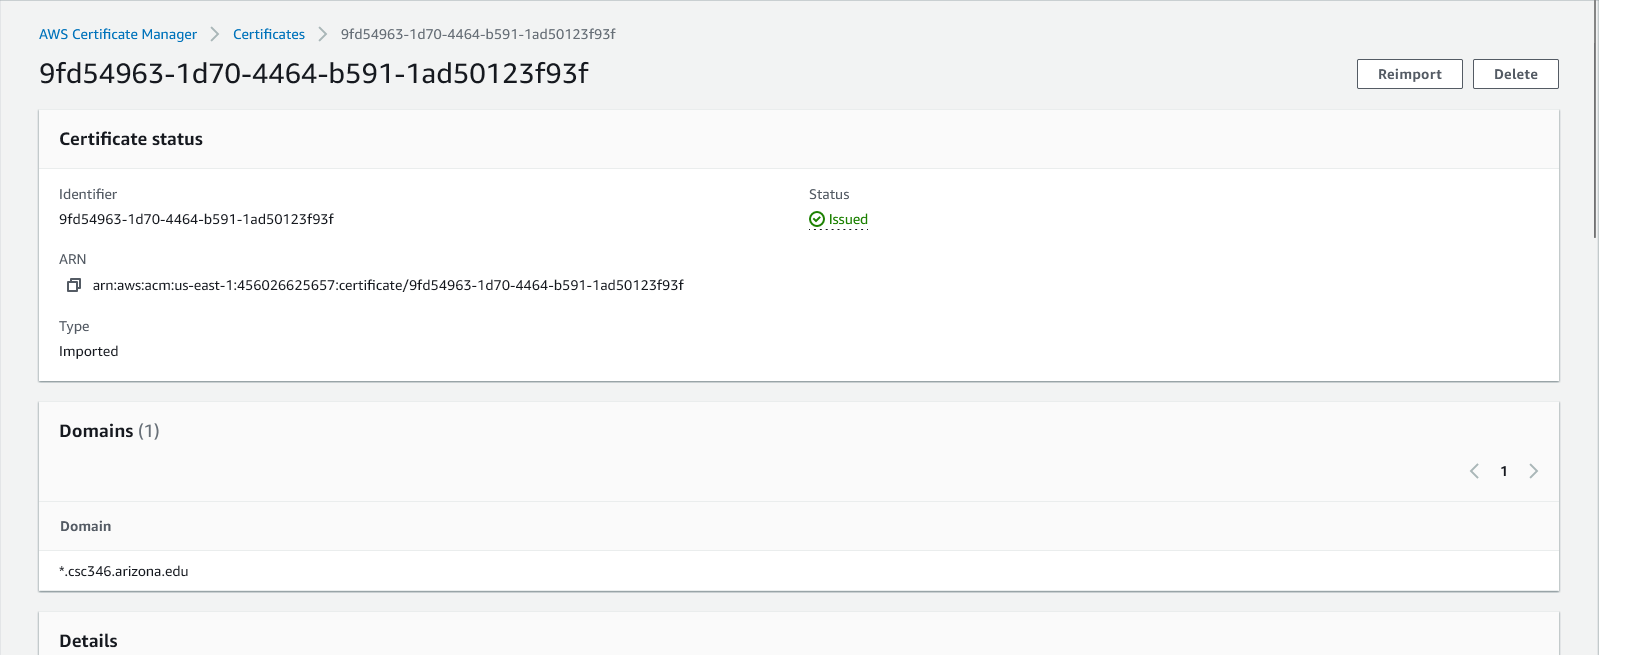 AWS Certificate Manager > Certificates > 9fd54963-1d70-4464-b591-1ad50123f93f
9fd54963-1d70-4464-b591-1ad50123f93f
Reimport
Delete
Certificate status
Identifier
9fd54963-1d70-4464-b591-1ad50123f93f
Status
Issued
ARN
arn:aws:acm:us-east-1:456026625657:certificate/9fd54963-1d70-4464-b591-1ad50123f93f
Type
Imported
Domains (1)
< 1 >
Domain
*.csc346.arizona.edu
Details